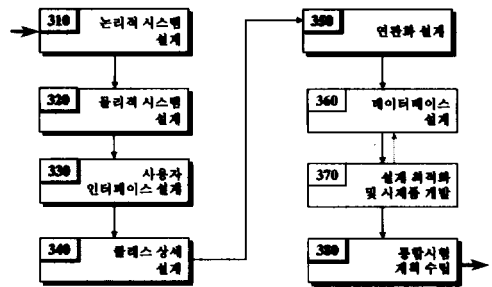 310
논리적 시스템
설계
320
물리적 시스템
설계
330
사용자
인터페이스 설계
340
클래스 상세
설계
350
연관화 설계
360
데이터베이스
설계
370
설계 최적화
및 시제품 개발
380
통합시험
계획 수립